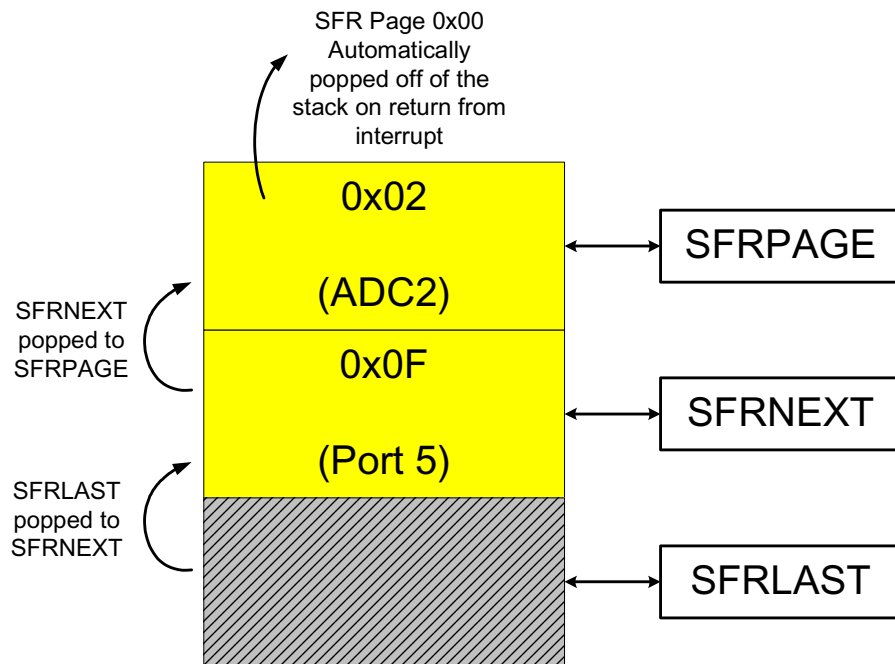 SFR Page 0x00
Automatically
popped off of the
stack on return from
interrupt
0x02
(ADC2)
SFRPAGE
SFRNEXT
popped to
SFRPAGE
0x0F
(Port 5)
SFRNEXT
SFRLAST
popped to
SFRNEXT
SFRLAST